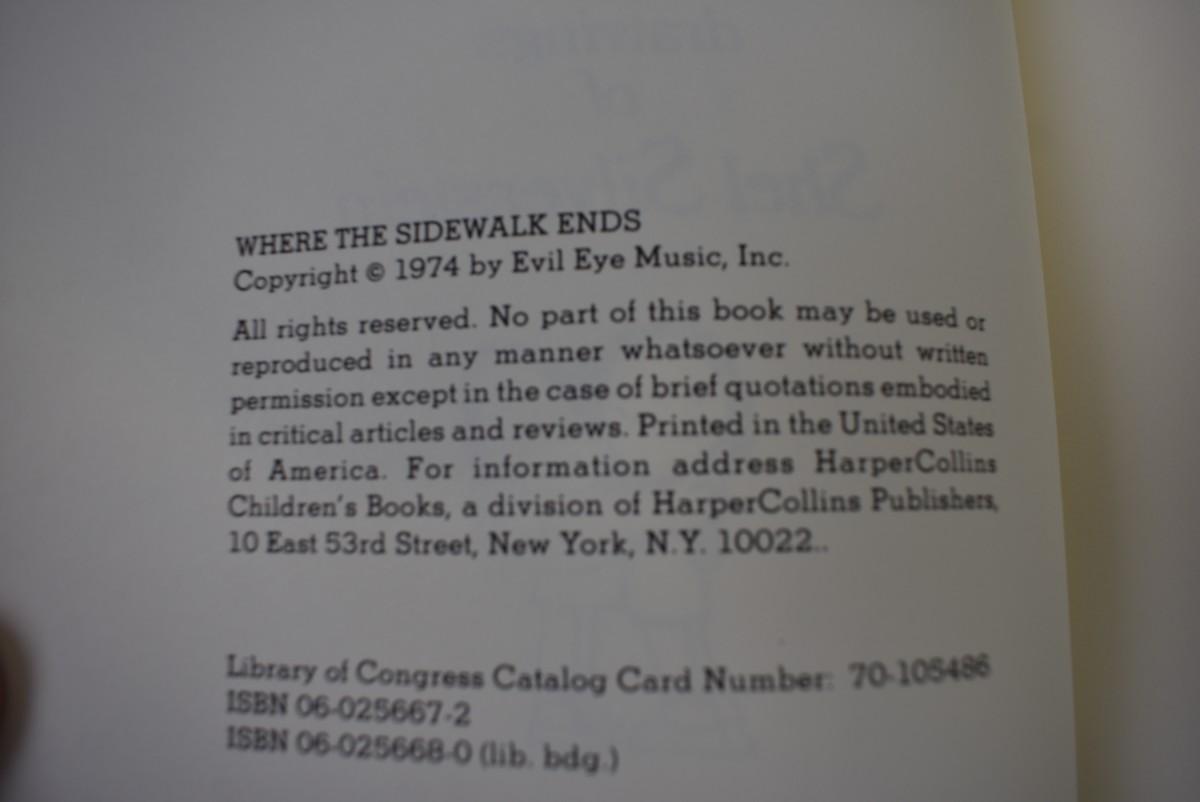 WHERE THE SIDEWALK ENDS
Copyright © 1974 by Evil Eye Music, Inc.
All rights reserved. No part of this book may be used or
reproduced in any manner whatsoever without written
permission except in the case of brief quotations embodied
in critical articles and reviews. Printed in the United States
of America. For information address HarperCollins
Children's Books, a division of HarperCollins Publishers,
10 East 53rd Street, New York, N.Y. 10022..
Library of Congress Catalog Card Number: 70-105486
ISBN 06-025667-2
ISBN 06-025668-0 (lib. bdg.)